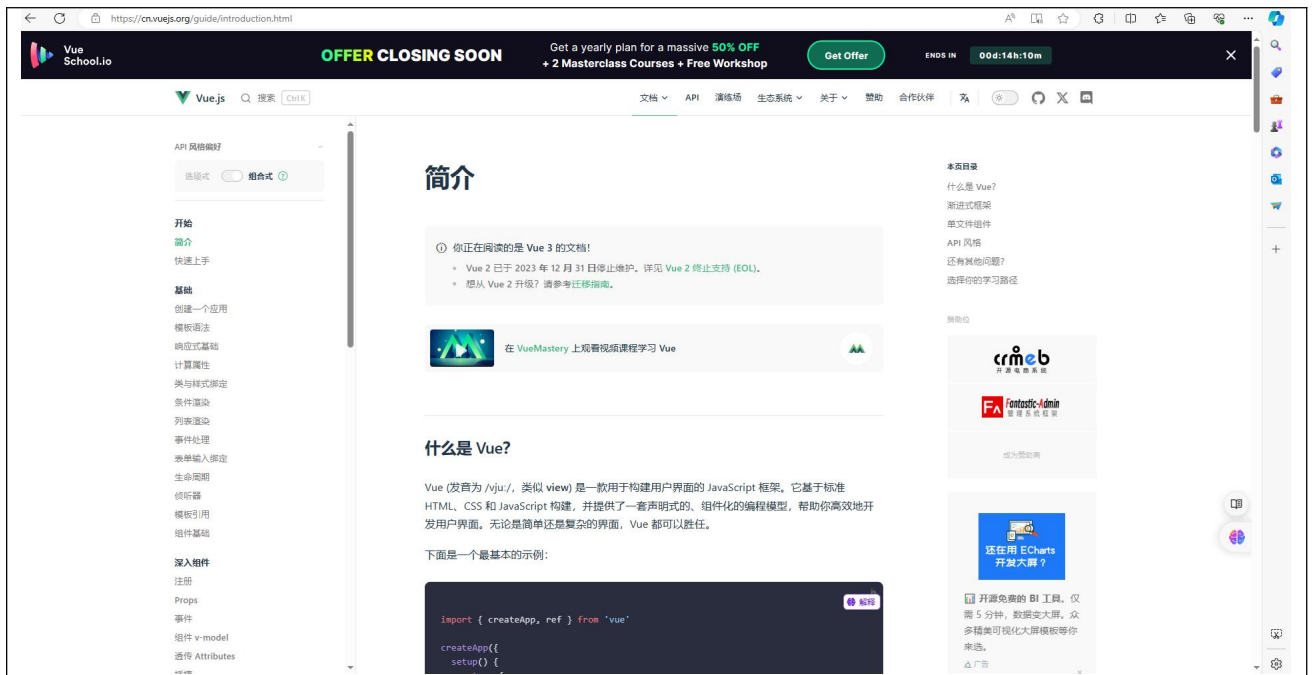 https://cn.vuejs.org/guide/introduction.html
Vue
School.io
OFFER CLOSING SOON
Get a yearly plan for a massive 50% OFF
+ 2 Masterclass Courses + Free Workshop
Get Offer
ENDS IN
00d:14h:10m
Vue.js
搜索
Ctrl K
文档
API
演练场
生态系统
关于
赞助
合作伙伴
API 风格偏好
选项式
组合式
开始
简介
快速上手
基础
创建一个应用
模板语法
响应式基础
计算属性
类与样式绑定
条件渲染
列表渲染
事件处理
表单输入绑定
生命周期
侦听器
模板引用
组件基础
深入组件
注册
Props
事件
组件 v-model
透传 Attributes
简介
你正在阅读的是 Vue 3 的文档!
Vue 2 已于 2023 年 12 月 31 日停止维护。详见 Vue 2 终止支持 (EOL)。
想从 Vue 2 升级？请参考迁移指南。
在 VueMastery 上观看视频课程学习 Vue
什么是 Vue?
Vue (发音为 /vjuː/，类似 view) 是一款用于构建用户界面的 JavaScript 框架。它基于标准
HTML、CSS 和 JavaScript 构建，并提供了一套声明式的、组件化的编程模型，帮助你高效地开
发用户界面。无论是简单还是复杂的界面，Vue 都可以胜任。
下面是一个最基本的示例：
解释
import { createApp, ref } from 'vue'
createApp({
setup() {
本页目录
什么是 Vue?
渐进式框架
单文件组件
API 风格
还有其他问题?
选择你的学习路径
赞助位
crmeb
开源电商系统
Fantastic-Admin
管理系统框架
成为赞助商
还在用 ECharts
开发大屏？
开源免费的 BI 工具。仅
需 5 分钟，数据变大屏。众
多精美可视化大屏模板等你
来选。
广告